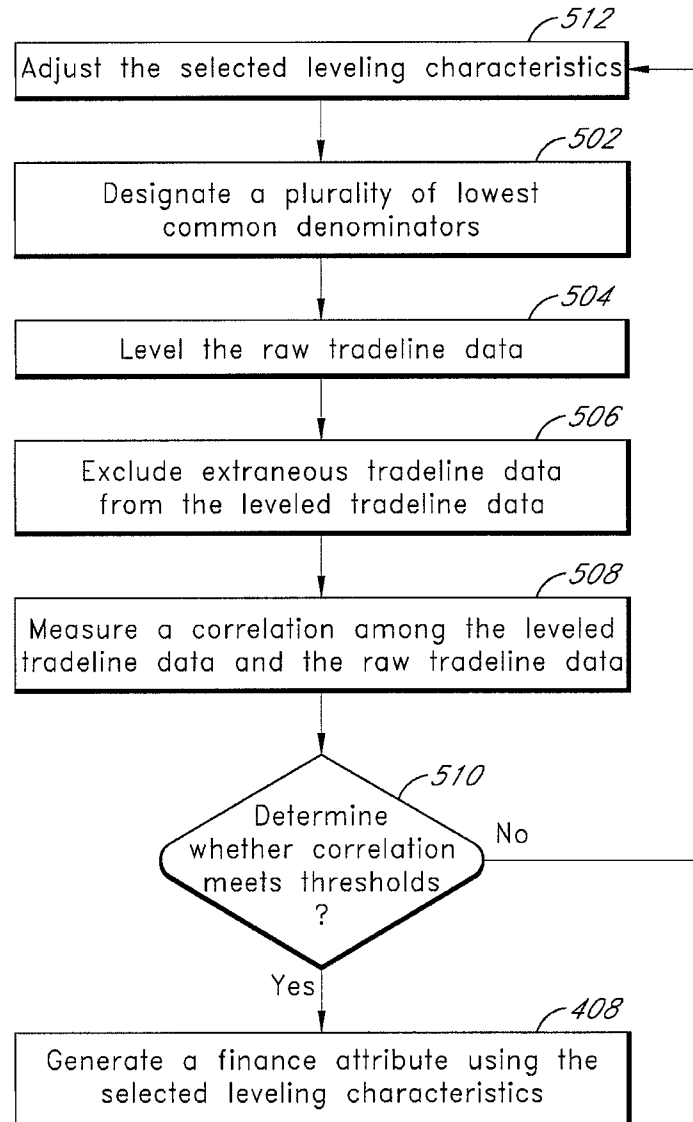 512
Adjust the selected leveling characteristics
502
Designate a plurality of lowest
common denominators
504
Level the raw tradeline data
506
Exclude extraneous tradeline data
from the leveled tradeline data
508
Measure a correlation among the leveled
tradeline data and the raw tradeline data
510
Determine
whether correlation
meets thresholds
?
No
Yes
408
Generate a finance attribute using the
selected leveling characteristics